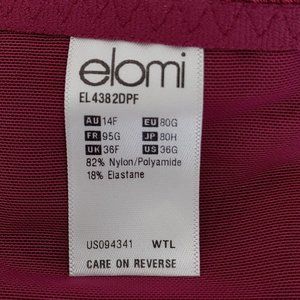 elomi
EL4382DPF
AU 14F EU 80G
FR 95G JP 80H
UK 36F US 36G
82% Nylon/Polyamide
18% Elastane
US094341 WTL
CARE ON REVERSE